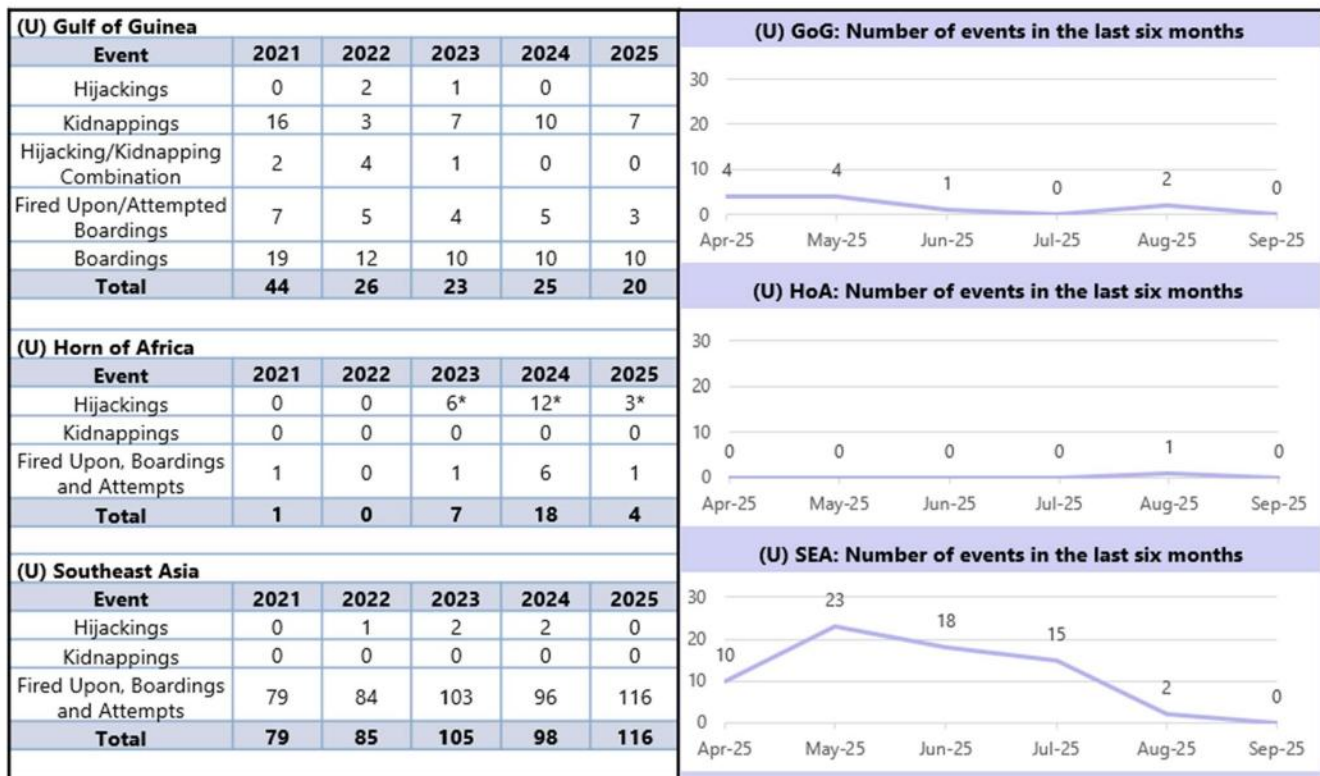 (U) Gulf of Guinea
Event 2021 2022 2023 2024 2025
Hijackings 0 2 1 0
Kidnappings 16 3 7 10 7
Hijacking/Kidnapping
Combination 2 4 1 0 0
Fired Upon/Attempted
Boardings 7 5 4 5 3
Boardings 19 12 10 10 10
Total 44 26 23 25 20
(U) Horn of Africa
Event 2021 2022 2023 2024 2025
Hijackings 0 0 6* 12* 3*
Kidnappings 0 0 0 0 0
Fired Upon, Boardings
and Attempts 1 0 1 6 1
Total 1 0 7 18 4
(U) Southeast Asia
Event 2021 2022 2023 2024 2025
Hijackings 0 1 2 2 0
Kidnappings 0 0 0 0 0
Fired Upon, Boardings
and Attempts 79 84 103 96 116
Total 79 85 105 98 116
(U) GoG: Number of events in the last six months
30
20
10
0
4 4 1 0 2 0
Apr-25 May-25 Jun-25 Jul-25 Aug-25 Sep-25
(U) HoA: Number of events in the last six months
30
20
10
0
0 0 0 0 1 0
Apr-25 May-25 Jun-25 Jul-25 Aug-25 Sep-25
(U) SEA: Number of events in the last six months
30
20
10
0
10 23 18 15 2 0
Apr-25 May-25 Jun-25 Jul-25 Aug-25 Sep-25